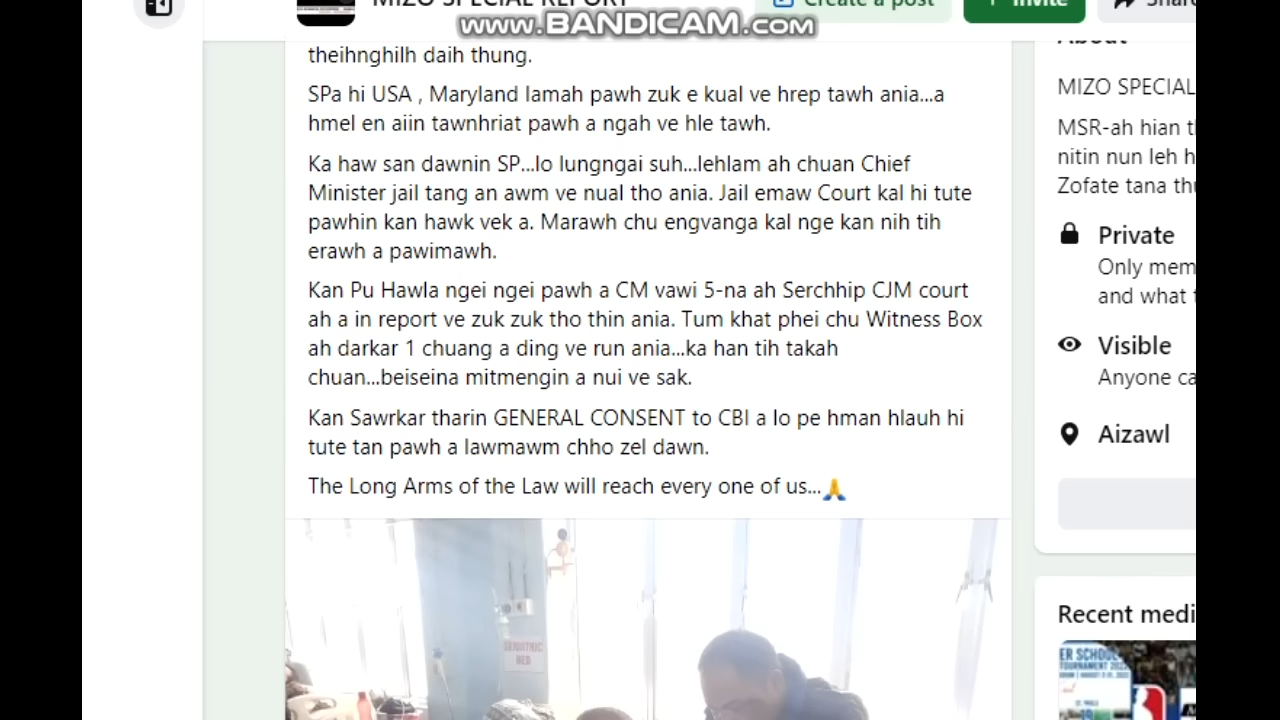 MIZO SPECIAL REPORT
Create a post
Invite
www.BANDICAM.com
theihnghilh daih thung.
SPa hi USA , Maryland lamah pawh zuk e kual ve hrep tawh ania...a
hmel en aiin tawnhriat pawh a ngah ve hle tawh.
Ka haw san dawnin SP...lo lungngai suh...lehlam ah chuan Chief
Minister jail tang an awm ve nual tho ania. Jail emaw Court kal hi tute
pawhin kan hawk vek a. Marawh chu engvanga kal nge kan nih tih
erawh a pawimawh.
Kan Pu Hawla ngei ngei pawh a CM vawi 5-na ah Serchhip CJM court
ah a in report ve zuk zuk tho thin ania. Tum khat phei chu Witness Box
ah darkar 1 chuang a ding ve run ania...ka han tih takah
chuan...beiseina mitmengin a nui ve sak.
Kan Sawrkar tharin GENERAL CONSENT to CBI a lo pe hman hlauh hi
tute tan pawh a lawmawm chho zel dawn.
The Long Arms of the Law will reach every one of us...🙏
About
MIZO SPECIAL
MSR-ah hian
nitin nun leh
Zofate tana
Private
Only
and what
Visible
Anyone
Aizawl
Recent
ER SCHOOL
BED